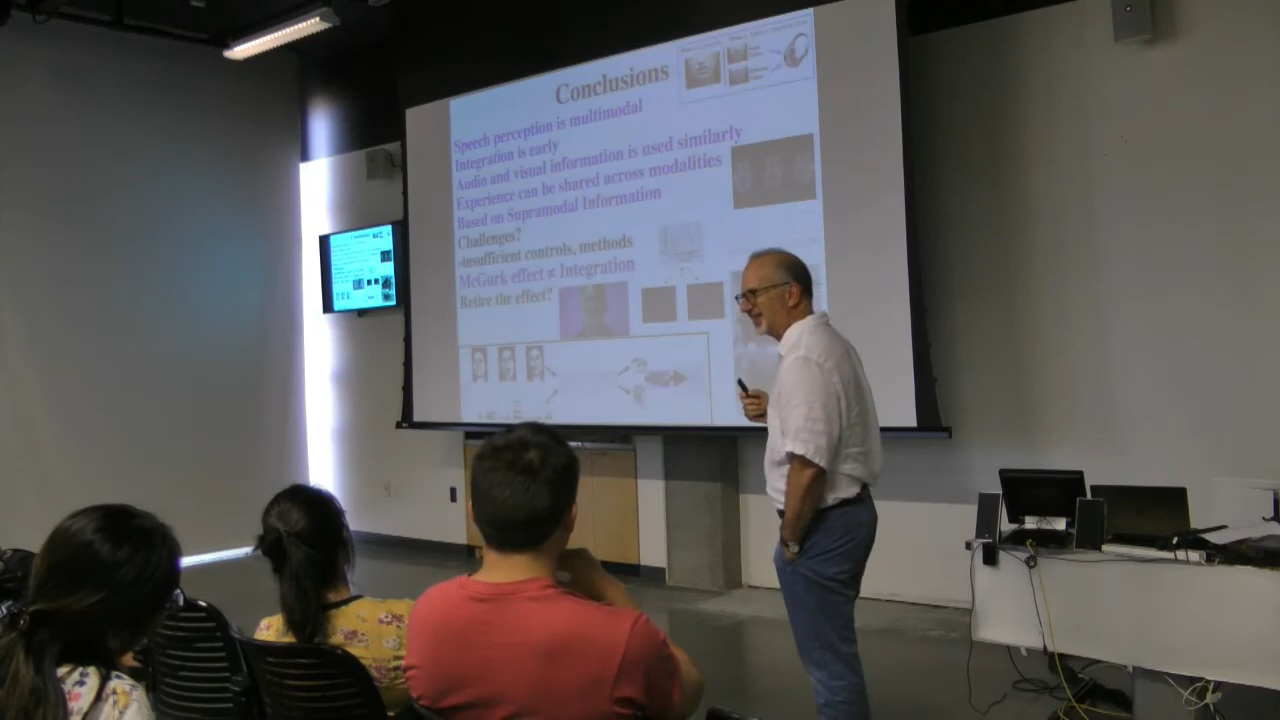 Conclusions
Speech perception is multimodal
Integration is early
Audio and visual information is used similarly
Experience can be shared across modalities
Based on Supramodal Information
Challenges?
-insufficient controls, methods
McGurk effect ≠ Integration
Retire the effect?